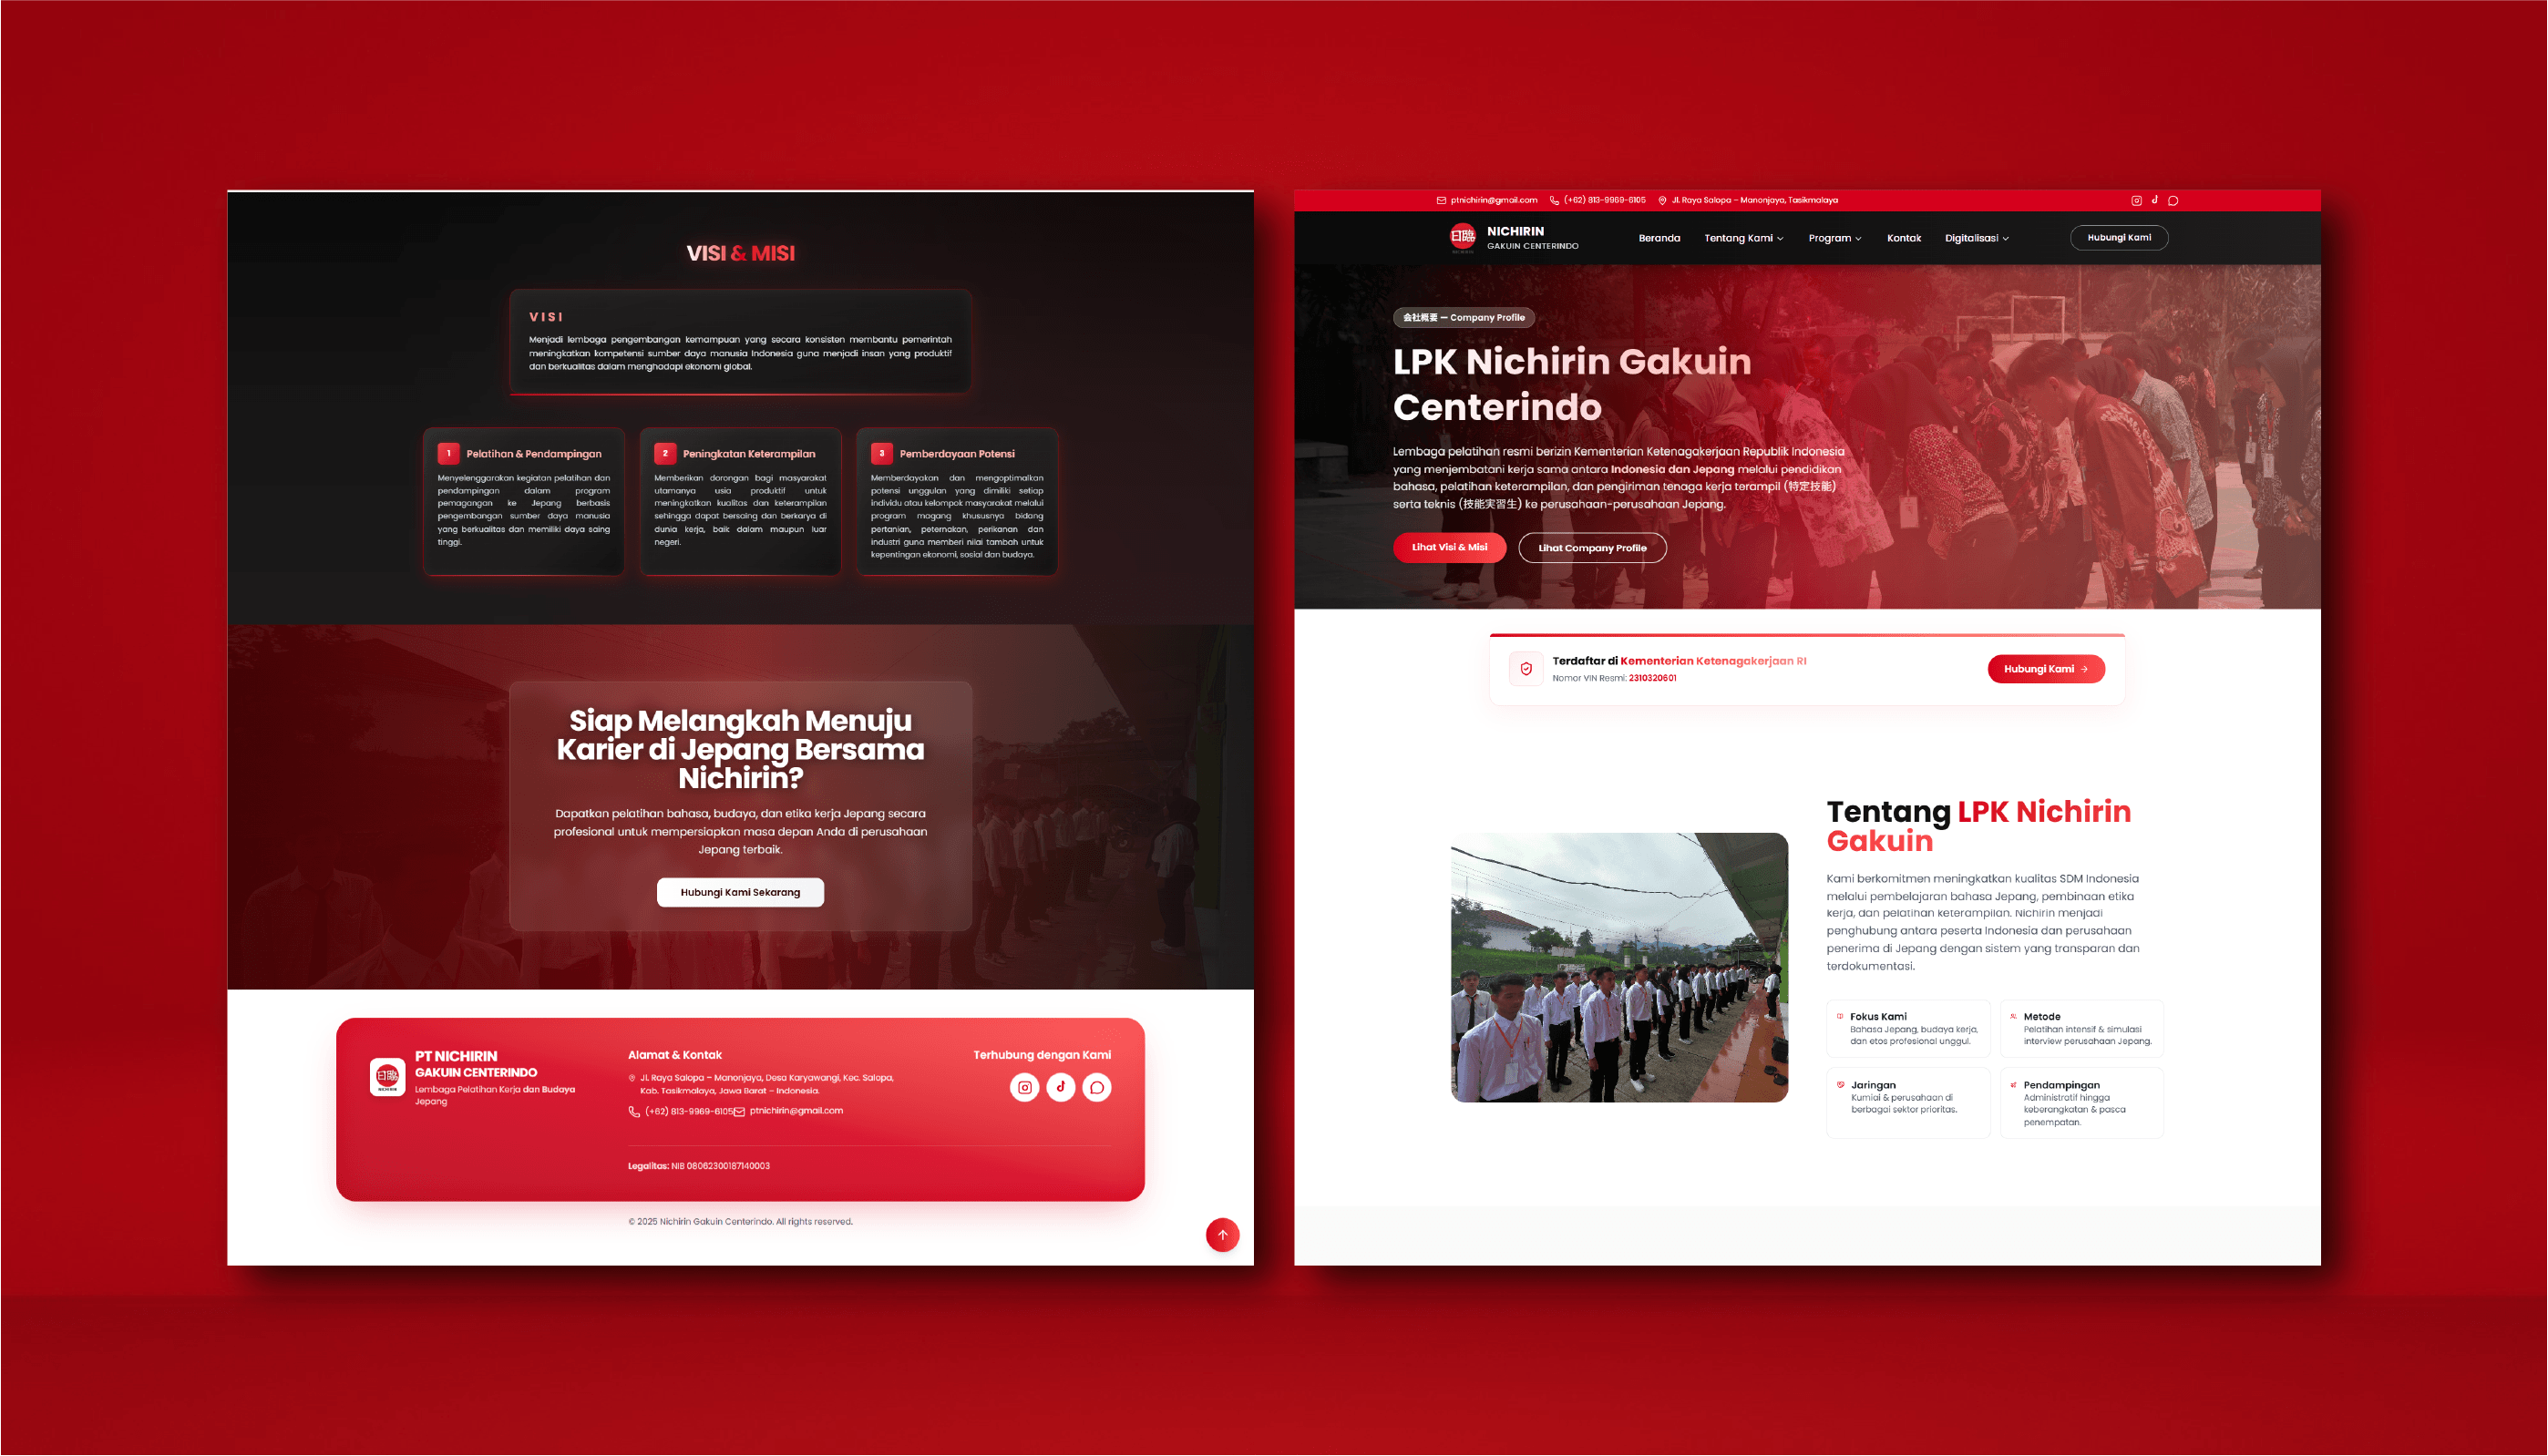 VISI & MISI
VISI
Menjadi lembaga pengembangan kemampuan yang secara konsisten membantu pemerintah
meningkatkan kompetensi sumber daya manusia Indonesia guna menjadi insan yang produktif
dan berkualitas dalam menghadapi ekonomi global.
1 Pelatihan & Pendampingan
Menyelenggarakan kegiatan pelatihan dan
pendampingan dalam program
pemagangan ke Jepang berbasis
pengembangan sumber daya manusia
yang berkualitas dan memiliki daya saing
tinggi.
2 Peningkatan Keterampilan
Memberikan dorongan bagi masyarakat
utamanya usia produktif untuk
meningkatkan kualitas dan keterampilan
sehingga dapat bersaing dan berkarya di
dunia kerja, baik dalam maupun luar
negeri.
3 Pemberdayaan Potensi
Memberdayakan dan mengoptimalkan
potensi unggulan yang dimiliki setiap
individu atau kelompok masyarakat melalui
program magang khususnya bidang
pertanian, peternakan, perikanan dan
industri guna memberi nilai tambah untuk
kepentingan ekonomi, sosial dan budaya.
Siap Melangkah Menuju
Karier di Jepang Bersama
Nichirin?
Dapatkan pelatihan bahasa, budaya, dan etika kerja Jepang secara
profesional untuk mempersiapkan masa depan Anda di perusahaan
Jepang terbaik.
Hubungi Kami Sekarang
PT NICHIRIN
GAKUIN CENTERINDO
Lembaga Pelatihan Kerja dan Budaya
Jepang
Alamat & Kontak
Jl. Raya Salopa – Manonjaya, Desa Karyawangi, Kec. Salopa,
Kab. Tasikmalaya, Jawa Barat – Indonesia.
(+62) 813-9969-6105 ptnichirin@gmail.com
Legalitas: NIB 08062300187140003
Terhubung dengan Kami
© 2025 Nichirin Gakuin Centerindo. All rights reserved.
ptnichirin@gmail.com (+62) 813-9969-6105 Jl. Raya Salopa – Manonjaya, Tasikmalaya
NICHIRIN
GAKUIN CENTERINDO
Beranda Tentang Kami Program Kontak Digitalisasi Hubungi Kami
会社概要 — Company Profile
LPK Nichirin Gakuin
Centerindo
Lembaga pelatihan resmi berizin Kementerian Ketenagakerjaan Republik Indonesia
yang menjembatani kerja sama antara Indonesia dan Jepang melalui pendidikan
bahasa, pelatihan keterampilan, dan pengiriman tenaga kerja terampil (特定技能)
serta teknis (技能実習生) ke perusahaan-perusahaan Jepang.
Lihat Visi & Misi Lihat Company Profile
Terdaftar di Kementerian Ketenagakerjaan RI
Nomor VIN Resmi: 2310320601
Hubungi Kami →
Tentang LPK Nichirin
Gakuin
Kami berkomitmen meningkatkan kualitas SDM Indonesia
melalui pembelajaran bahasa Jepang, pembinaan etika
kerja, dan pelatihan keterampilan. Nichirin menjadi
penghubung antara peserta Indonesia dan perusahaan
penerima di Jepang dengan sistem yang transparan dan
terdokumentasi.
Fokus Kami
Bahasa Jepang, budaya kerja,
dan etos profesional unggul.
Metode
Pelatihan intensif & simulasi
interview perusahaan Jepang.
Jaringan
Kumiai & perusahaan di
berbagai sektor prioritas.
Pendampingan
Administratif hingga
keberangkatan & pasca
penempatan.